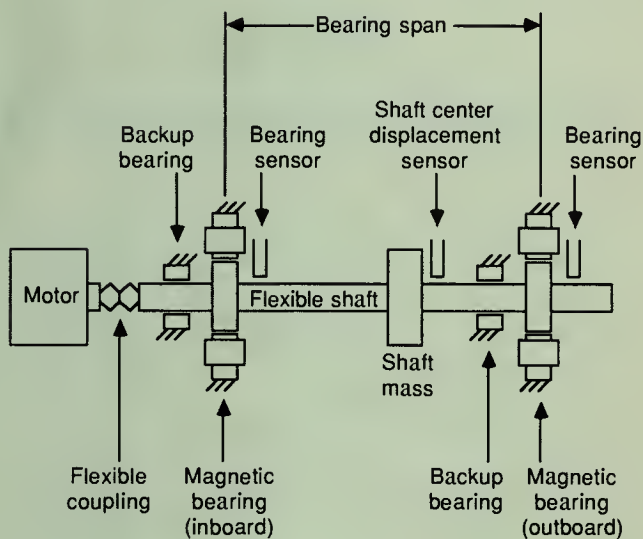 Bearing span
Backup
bearing
Bearing
sensor
Shaft center
displacement
sensor
Bearing
sensor
Motor
Flexible shaft
Shaft
mass
Flexible
coupling
Magnetic
bearing
(inboard)
Backup
bearing
Magnetic
bearing
(outboard)